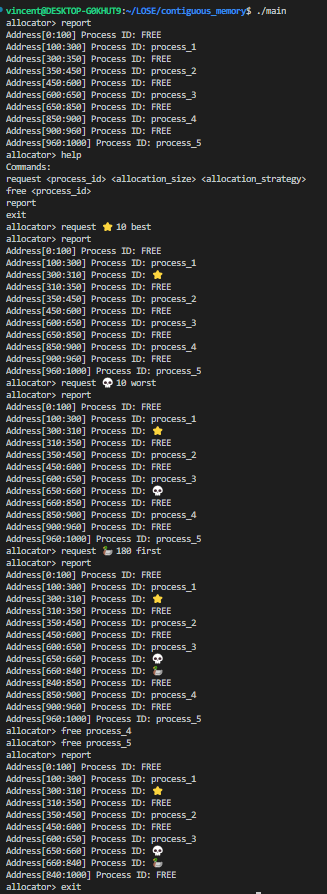 vincent@DESKTOP-G0KHUT9:~/LOSE/contiguous_memory$ ./main
allocator> report
Address[0:100] Process ID: FREE
Address[100:300] Process ID: process_1
Address[300:350] Process ID: FREE
Address[350:450] Process ID: process_2
Address[450:600] Process ID: FREE
Address[600:650] Process ID: process_3
Address[650:850] Process ID: FREE
Address[850:900] Process ID: process_4
Address[900:960] Process ID: FREE
Address[960:1000] Process ID: process_5
allocator> help
Commands:
request <process_id> <allocation_size> <allocation_strategy>
free <process_id>
report
exit
allocator> request ⭐ 10 best
allocator> report
Address[0:100] Process ID: FREE
Address[100:300] Process ID: process_1
Address[300:310] Process ID: ⭐
Address[310:350] Process ID: FREE
Address[350:450] Process ID: process_2
Address[450:600] Process ID: FREE
Address[600:650] Process ID: process_3
Address[650:850] Process ID: FREE
Address[850:900] Process ID: process_4
Address[900:960] Process ID: FREE
Address[960:1000] Process ID: process_5
allocator> request 💀 10 worst
allocator> report
Address[0:100] Process ID: FREE
Address[100:300] Process ID: process_1
Address[300:310] Process ID: ⭐
Address[310:350] Process ID: FREE
Address[350:450] Process ID: process_2
Address[450:600] Process ID: FREE
Address[600:650] Process ID: process_3
Address[650:660] Process ID: 💀
Address[660:850] Process ID: FREE
Address[850:900] Process ID: process_4
Address[900:960] Process ID: FREE
Address[960:1000] Process ID: process_5
allocator> request 🦆 180 first
allocator> report
Address[0:100] Process ID: FREE
Address[100:300] Process ID: process_1
Address[300:310] Process ID: ⭐
Address[310:350] Process ID: FREE
Address[350:450] Process ID: process_2
Address[450:600] Process ID: FREE
Address[600:650] Process ID: process_3
Address[650:660] Process ID: 💀
Address[660:840] Process ID: 🦆
Address[840:850] Process ID: FREE
Address[850:900] Process ID: process_4
Address[900:960] Process ID: FREE
Address[960:1000] Process ID: process_5
allocator> free process_4
allocator> free process_5
allocator> report
Address[0:100] Process ID: FREE
Address[100:300] Process ID: process_1
Address[300:310] Process ID: ⭐
Address[310:350] Process ID: FREE
Address[350:450] Process ID: process_2
Address[450:600] Process ID: FREE
Address[600:650] Process ID: process_3
Address[650:660] Process ID: 💀
Address[660:840] Process ID: 🦆
Address[840:1000] Process ID: FREE
allocator> exit